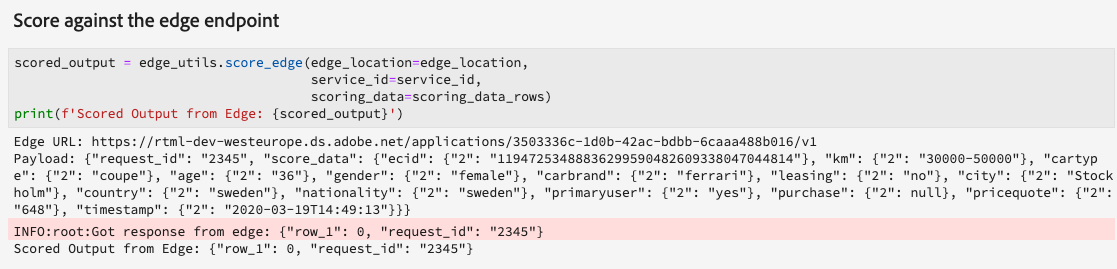 Score against the edge endpoint
scored_output = edge_utils.score_edge(edge_location=edge_location,
service_id=service_id,
scoring_data=scoring_data_rows)
print(f'Scored Output from Edge: {scored_output}')
Edge URL: https://rtml-dev-westeurope.ds.adobe.net/applications/3503336c-1d0b-42ac-bdbb-6caaa488b016/v1
Payload: {"request_id": "2345", "score_data": {"ecid": {"2": "11947253488836299590482609338047044814"}, "km": {"2": "30000-50000"}, "cartyp
e": {"2": "coupe"}, "age": {"2": "36"}, "gender": {"2": "female"}, "carbrand": {"2": "ferrari"}, "leasing": {"2": "no"}, "city": {"2": "Stock
holm"}, "country": {"2": "sweden"}, "nationality": {"2": "sweden"}, "primaryuser": {"2": "yes"}, "purchase": {"2": null}, "pricequote": {"2":
"648"}, "timestamp": {"2": "2020-03-19T14:49:13"}}}
INFO:root:Got response from edge: {"row_1": 0, "request_id": "2345"}
Scored Output from Edge: {"row_1": 0, "request_id": "2345"}